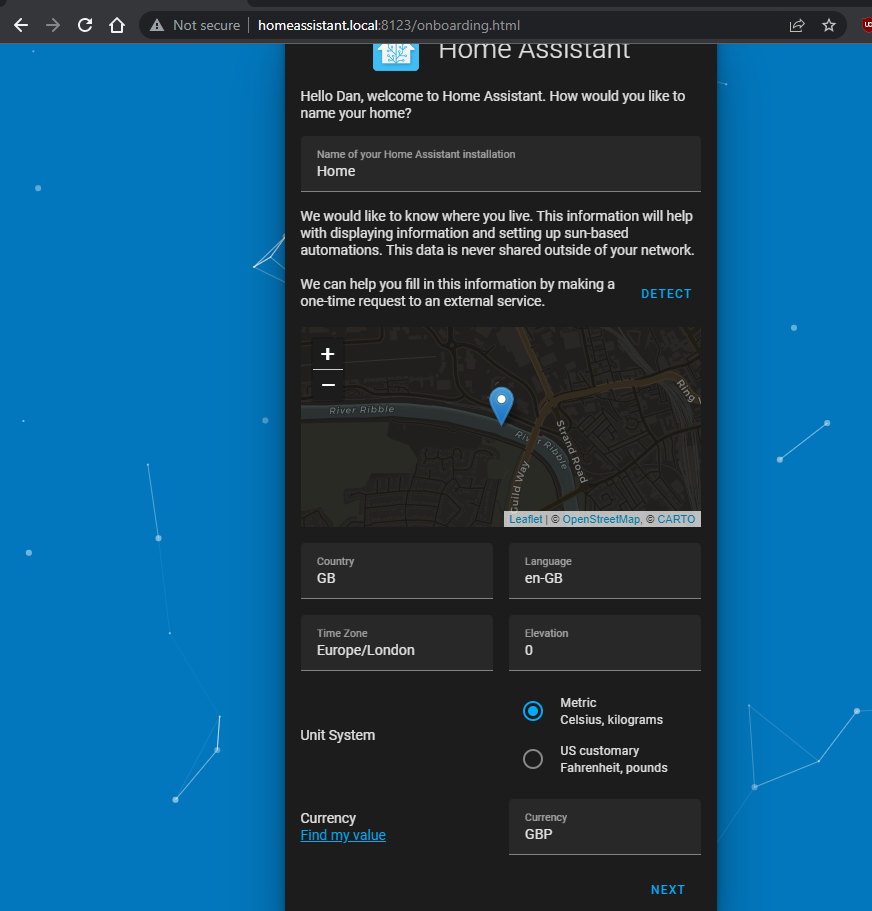 Not secure | homeassistant.local:8123/onboarding.html
Home Assistant
Hello Dan, welcome to Home Assistant. How would you like to
name your home?
Name of your Home Assistant installation
Home
We would like to know where you live. This information will help
with displaying information and setting up sun-based
automations. This data is never shared outside of your network.
We can help you fill in this information by making a
one-time request to an external service.
DETECT
+
−
Ring
River Ribble
River Ribble
Strand Road
Guild Way
Leaflet | © OpenStreetMap, © CARTO
Country
GB
Language
en-GB
Time Zone
Europe/London
Elevation
0
Unit System
Metric
Celsius, kilograms
US customary
Fahrenheit, pounds
Currency
Find my value
Currency
GBP
NEXT